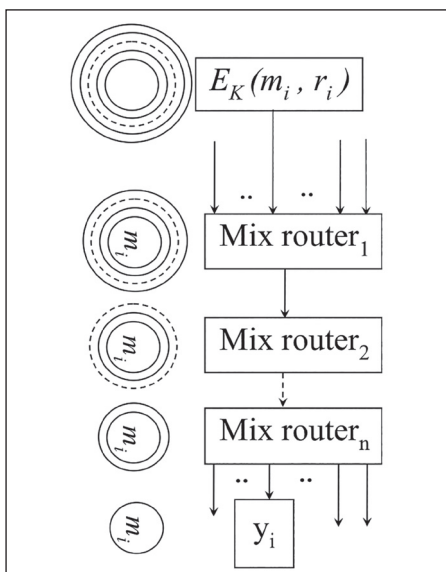 E_K(m_i, r_i)
.. ..
m_i
Mix router_1
m_i
Mix router_2
m_i
Mix router_n
.. ..
m_i
y_i